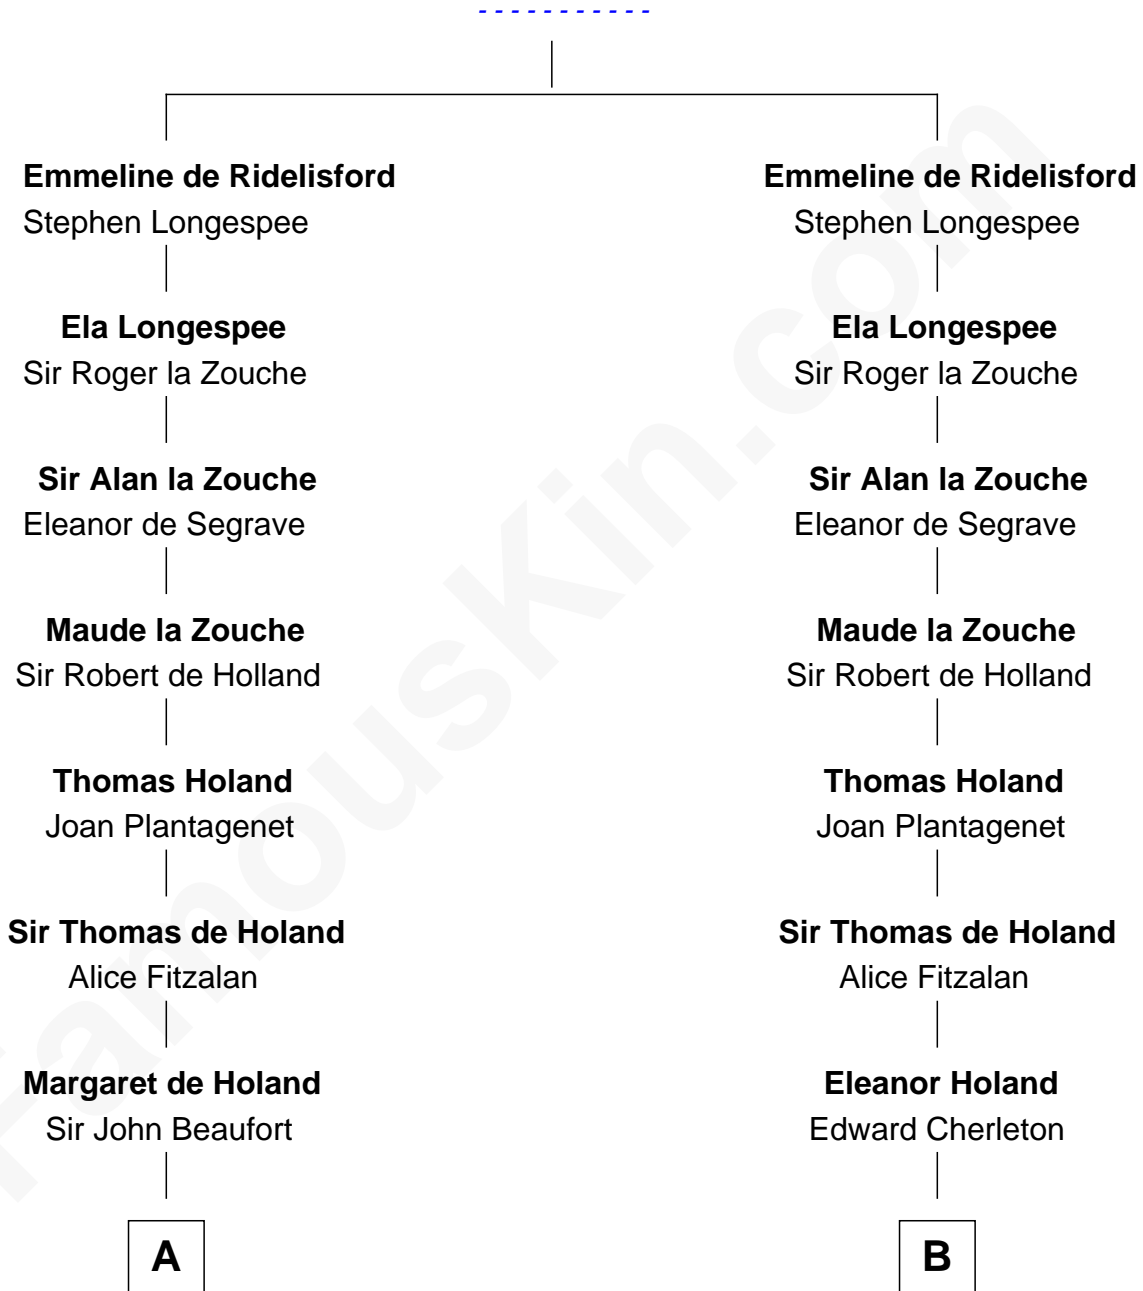 - - - - - - - - - - -
Emmeline de Ridelisford
Stephen Longespee
Ela Longespee
Sir Roger la Zouche
Sir Alan la Zouche
Eleanor de Segrave
Maude la Zouche
Sir Robert de Holland
Thomas Holand
Joan Plantagenet
Sir Thomas de Holand
Alice Fitzalan
Margaret de Holand
Sir John Beaufort
A
Emmeline de Ridelisford
Stephen Longespee
Ela Longespee
Sir Roger la Zouche
Sir Alan la Zouche
Eleanor de Segrave
Maude la Zouche
Sir Robert de Holland
Thomas Holand
Joan Plantagenet
Sir Thomas de Holand
Alice Fitzalan
Eleanor Holand
Edward Cherleton
B
FamousKin.com